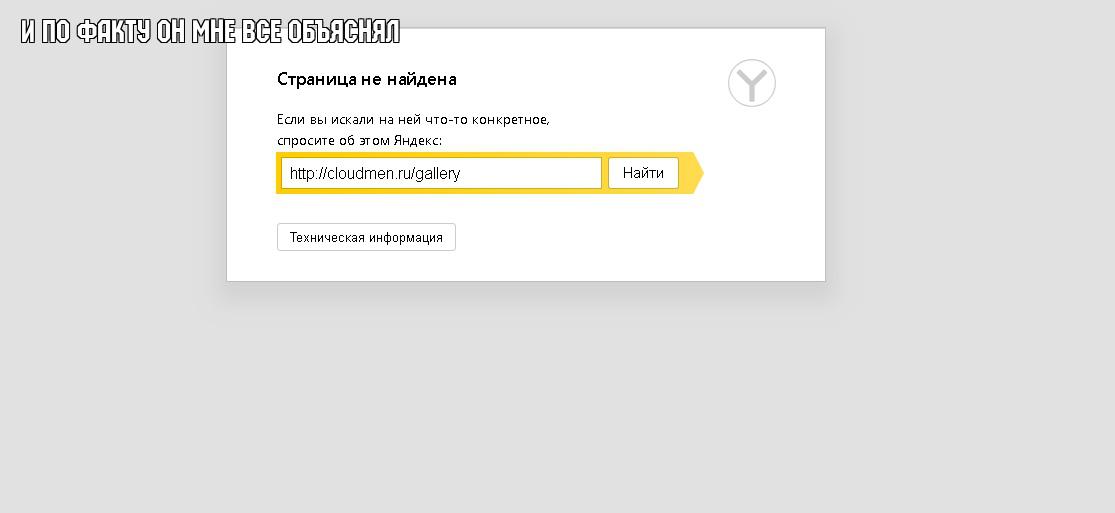 И ПО ФАКТУ ОН МНЕ ВСЕ ОБЪЯСНЯЛ
Страница не найдена
Если вы искали на ней что-то конкретное,
спросите об этом Яндекс:
http://cloudmen.ru/gallery Найти
Техническая информация